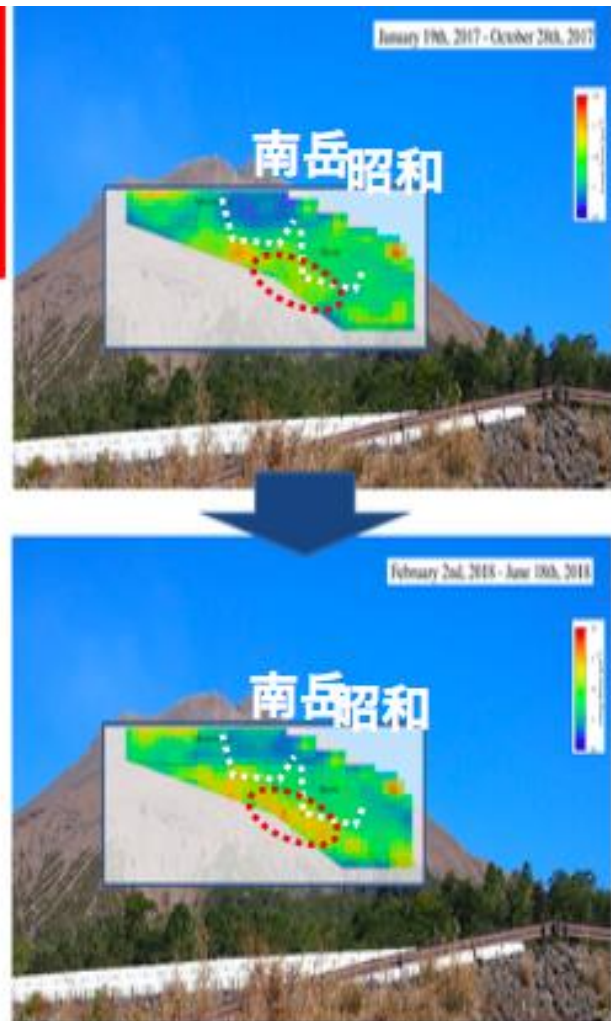 January 19th, 2017 - October 28th, 2017
南岳
昭和
February 2nd, 2018 - June 18th, 2018
南岳
昭和